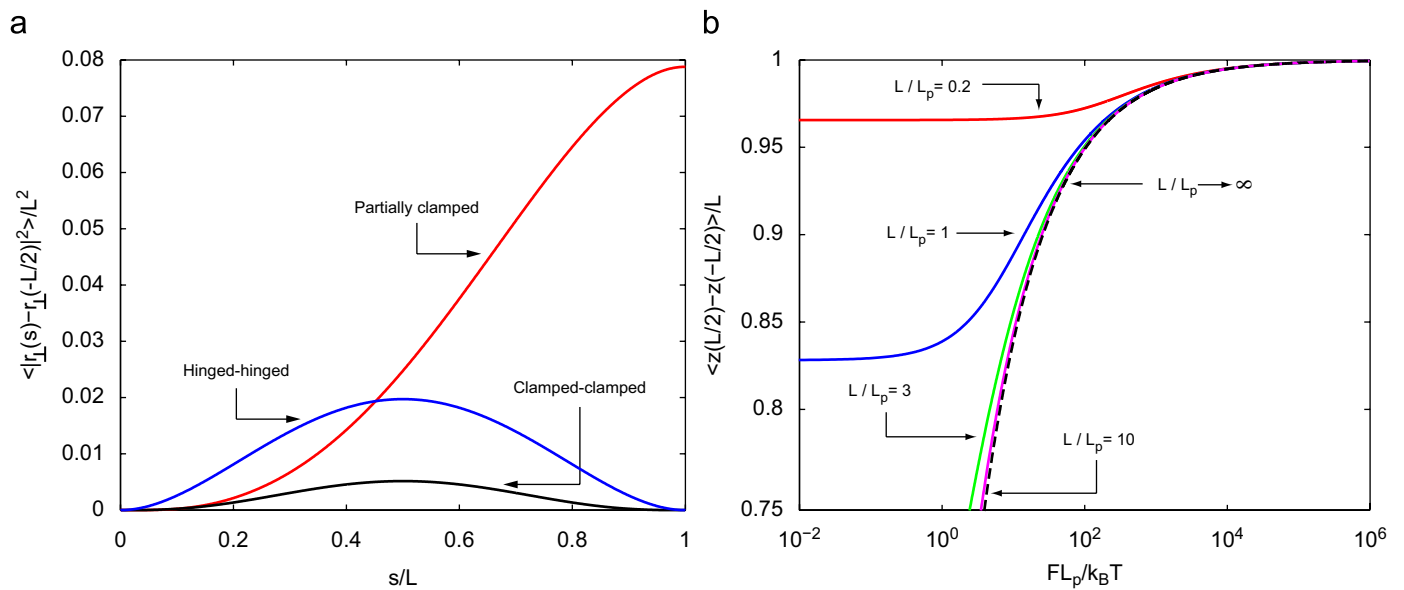 a
<|r⊥(s)−r⊥(-L/2)|²>/L²
0.08
0.07
0.06
0.05
0.04
0.03
0.02
0.01
0
Partially clamped
Hinged-hinged
Clamped-clamped
0 0.2 0.4 0.6 0.8 1
s/L
b
<z(L/2)−z(−L/2)>/L
1
0.95
0.9
0.85
0.8
0.75
L / Lp= 0.2
L / Lp → ∞
L / Lp= 1
L / Lp= 3
L / Lp= 10
10⁻² 10⁰ 10² 10⁴ 10⁶
FLp/kBT